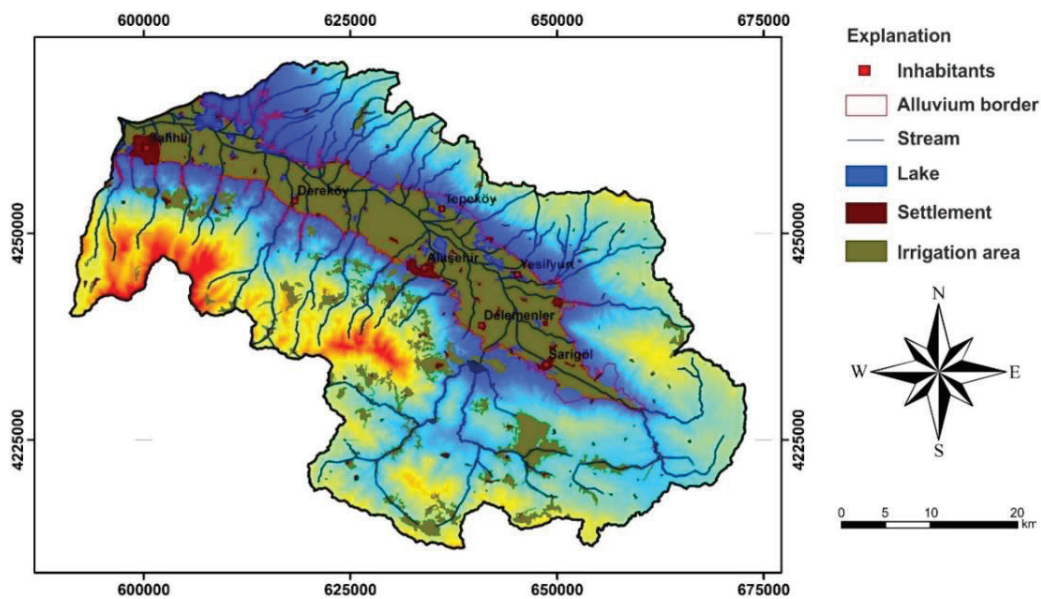 600000 625000 650000 675000
Explanation
Inhabitants
Alluvium border
Stream
Lake
Settlement
Irrigation area
Salihli
Dereköy
Tepeköy
4250000 4250000
Alaşehir
Yesilyurt
Delemenler
Sarıgöl
N
W E
S
4225000 4225000
0 5 10 20
km
600000 625000 650000 675000